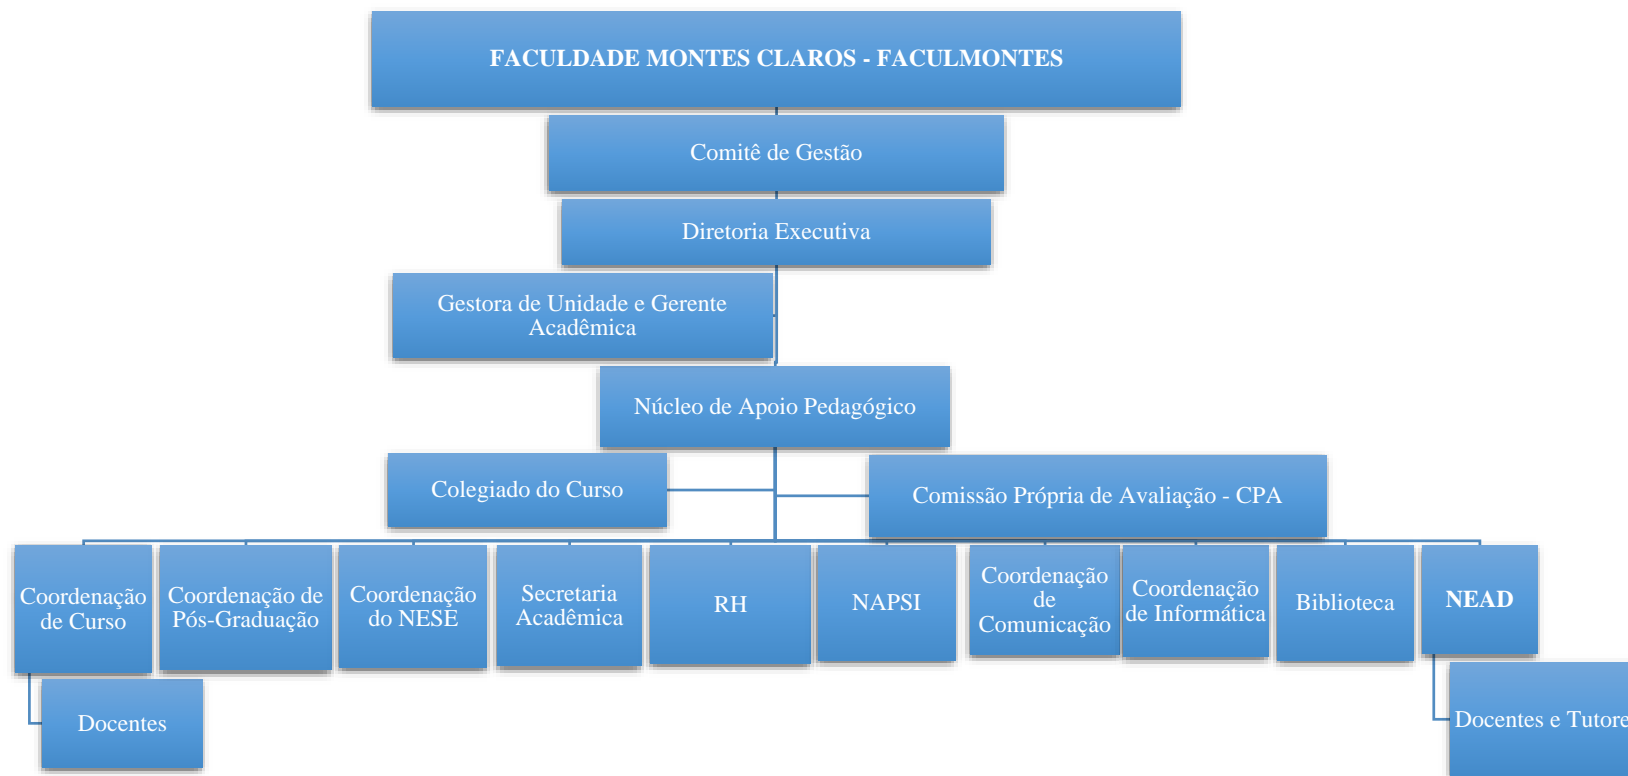 FACULDADE MONTES CLAROS - FACULMONTES
Comitê de Gestão
Diretoria Executiva
Gestora de Unidade e Gerente
Acadêmica
Núcleo de Apoio Pedagógico
Colegiado do Curso
Comissão Própria de Avaliação - CPA
Coordenação
de Curso
Coordenação de
Pós-Graduação
Coordenação
do NESE
Secretaria
Acadêmica
RH
NAPSI
Coordenação
de
Comunicação
Coordenação
de Informática
Biblioteca
NEAD
Docentes
Docentes e Tutore